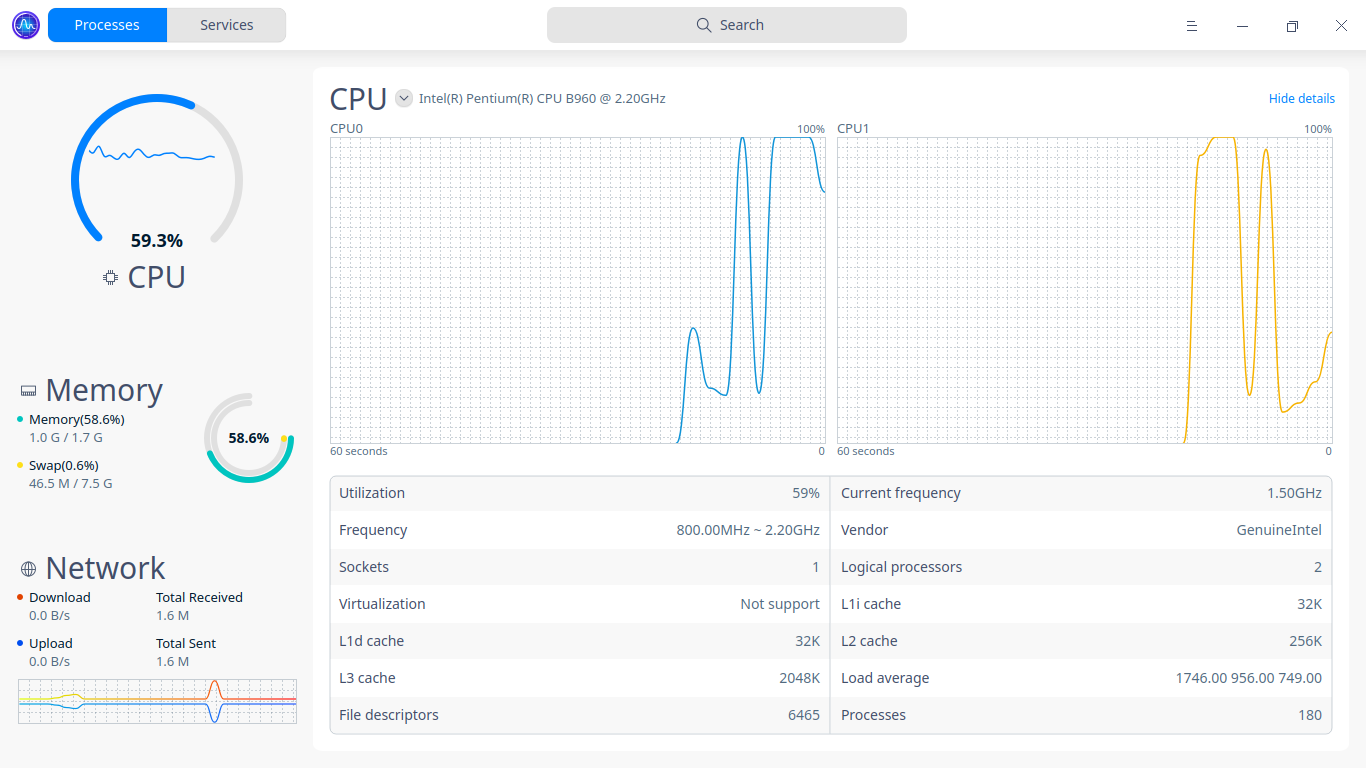 Processes
Services
Search
59.3%
CPU
Memory
Memory(58.6%)
1.0 G / 1.7 G
Swap(0.6%)
46.5 M / 7.5 G
58.6%
Network
Download
Total Received
0.0 B/s
1.6 M
Upload
Total Sent
0.0 B/s
1.6 M
CPU
Intel(R) Pentium(R) CPU B960 @ 2.20GHz
Hide details
CPU0
100%
60 seconds
0
CPU1
100%
60 seconds
0
Utilization
59%
Current frequency
1.50GHz
Frequency
800.00MHz ~ 2.20GHz
Vendor
GenuineIntel
Sockets
1
Logical processors
2
Virtualization
Not support
L1i cache
32K
L1d cache
32K
L2 cache
256K
L3 cache
2048K
Load average
1746.00 956.00 749.00
File descriptors
6465
Processes
180